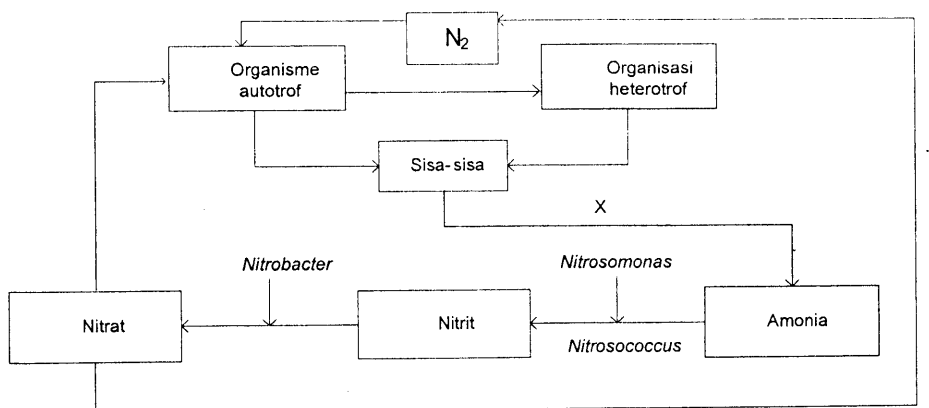 N₂
Organisme
autotrof
Organisasi
heterotrof
Sisa-sisa
X
Nitrobacter
Nitrosomonas
Nitrat
Nitrit
Amonia
Nitrosococcus